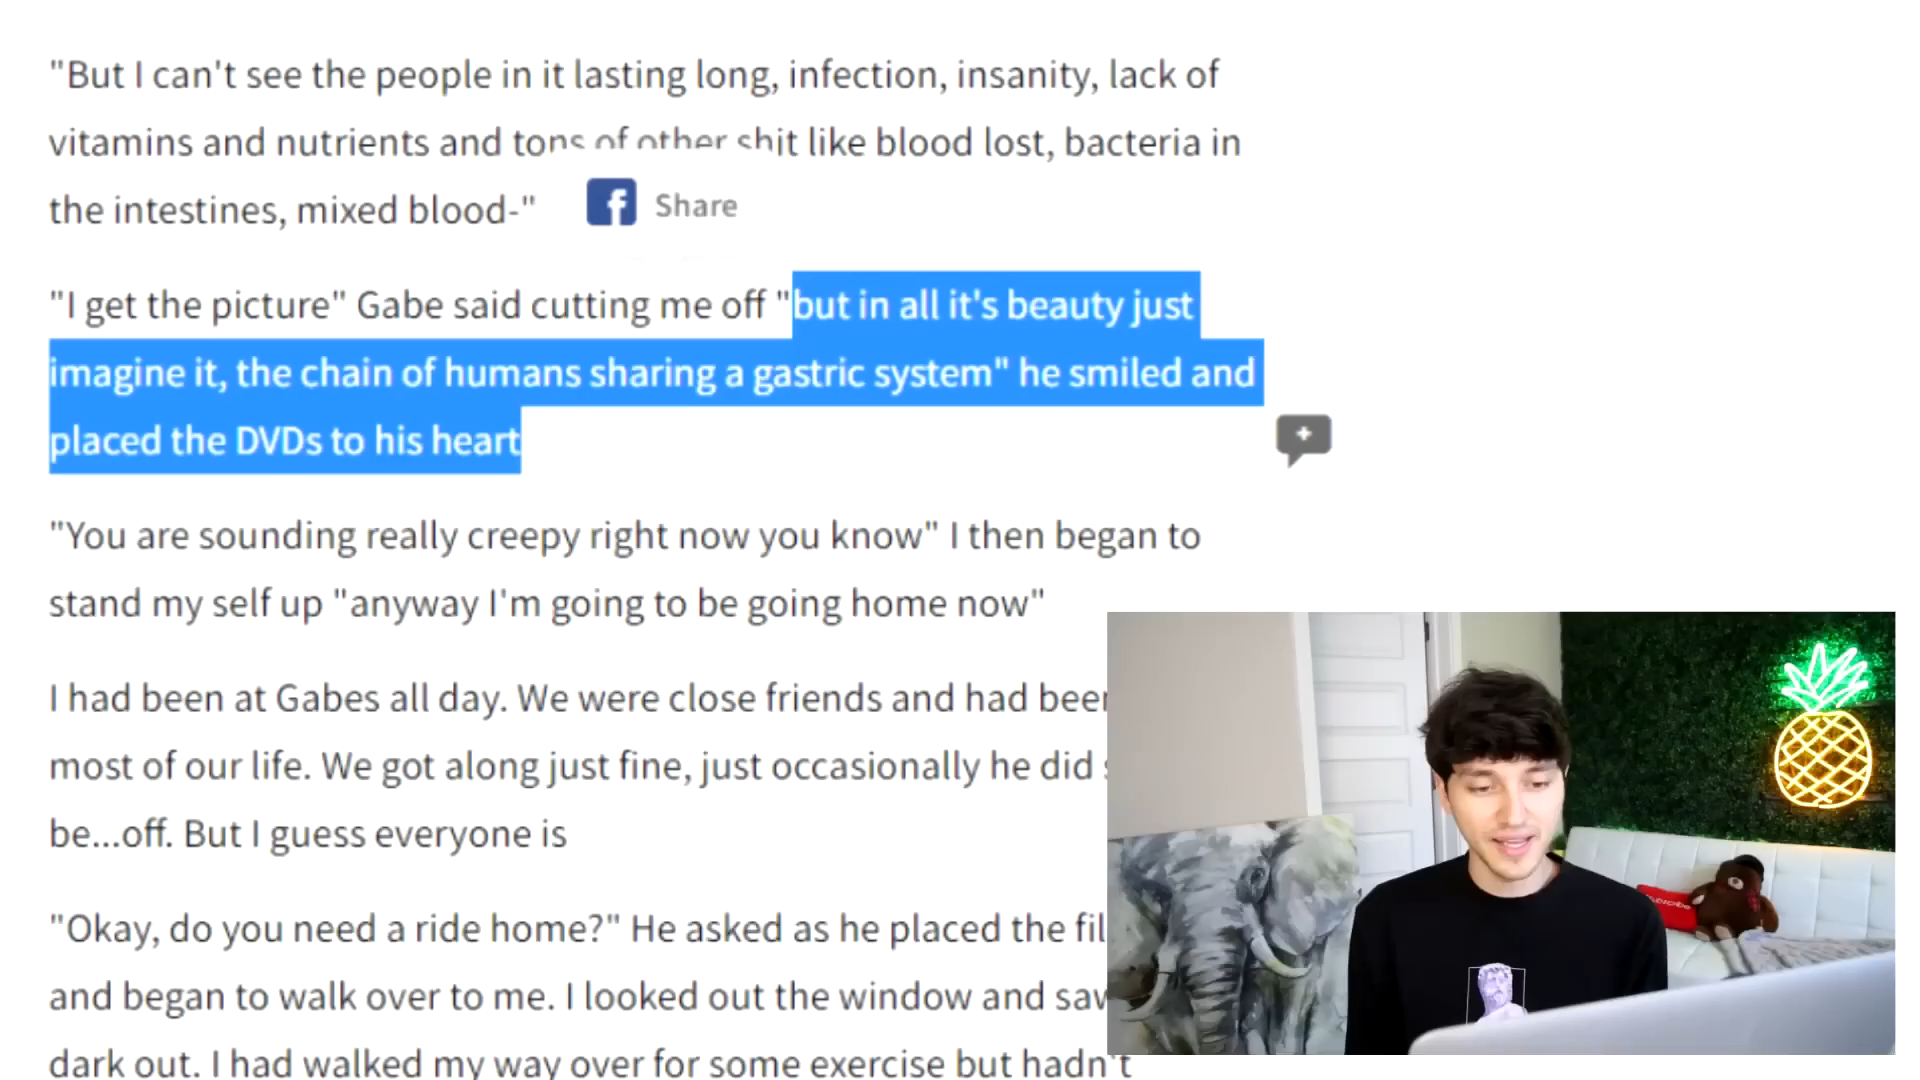 "But I can't see the people in it lasting long, infection, insanity, lack of
vitamins and nutrients and tons of other shit like blood lost, bacteria in
the intestines, mixed blood-"
Share
"I get the picture" Gabe said cutting me off "but in all it's beauty just
imagine it, the chain of humans sharing a gastric system" he smiled and
placed the DVDs to his heart
"You are sounding really creepy right now you know" I then began to
stand my self up "anyway I'm going to be going home now"
I had been at Gabes all day. We were close friends and had been
most of our life. We got along just fine, just occasionally he did
be...off. But I guess everyone is
"Okay, do you need a ride home?" He asked as he placed the
and began to walk over to me. I looked out the window and saw
dark out. I had walked my way over for some exercise but hadn't